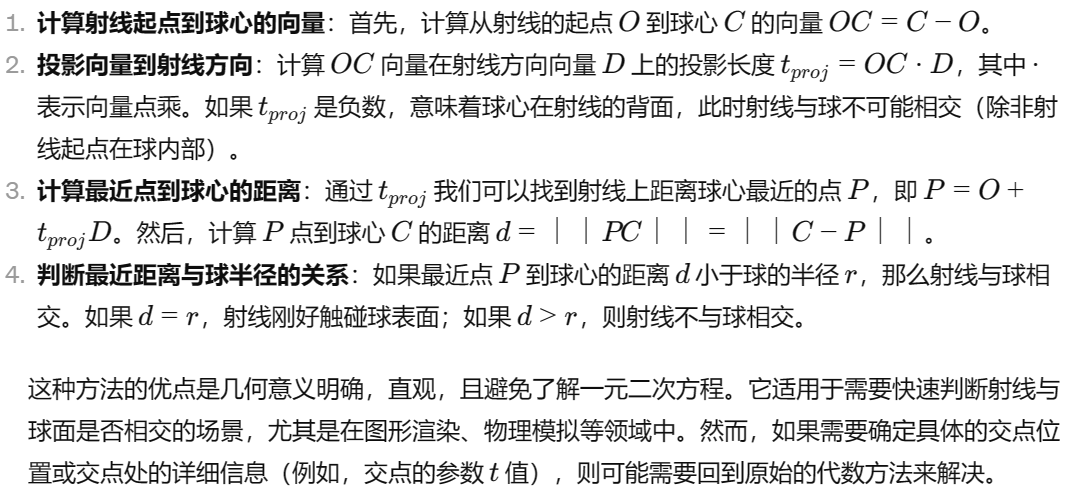 1. 计算射线起点到球心的向量：首先，计算从射线的起点 O 到球心 C 的向量 OC = C − O。
2. 投影向量到射线方向：计算 OC 向量在射线方向向量 D 上的投影长度 t_{proj} = OC · D，其中 ·
表示向量点乘。如果 t_{proj} 是负数，意味着球心在射线的背面，此时射线与球不可能相交（除非射
线起点在球内部）。
3. 计算最近点到球心的距离：通过 t_{proj} 我们可以找到射线上距离球心最近的点 P，即 P = O +
t_{proj}D。然后，计算 P 点到球心 C 的距离 d = ∣ ∣ PC ∣ ∣ = ∣ ∣ C − P ∣ ∣ 。
4. 判断最近距离与球半径的关系：如果最近点 P 到球心的距离 d 小于球的半径 r，那么射线与球相
交。如果 d = r，射线刚好触碰球表面；如果 d > r，则射线不与球相交。
这种方法的优点是几何意义明确，直观，且避免了解一元二次方程。它适用于需要快速判断射线与
球面是否相交的场景，尤其是在图形渲染、物理模拟等领域中。然而，如果需要确定具体的交点位
置或交点处的详细信息（例如，交点的参数 t 值），则可能需要回到原始的代数方法来解决。